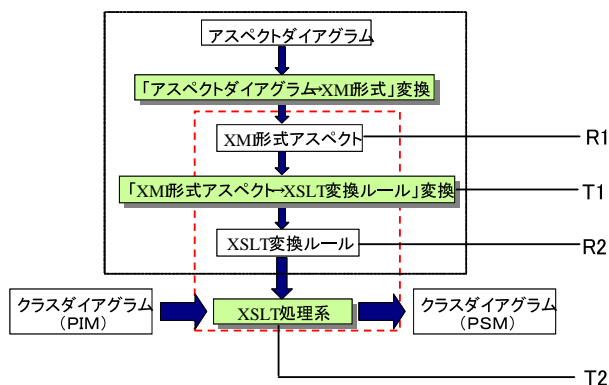 アスペクトダイアグラム
「アスペクトダイアグラム→XMI形式」変換
XMI形式アスペクト
R1
「XMI形式アスペクト→XSLT変換ルール」変換
T1
XSLT変換ルール
R2
クラスダイアグラム
（PIM）
XSLT処理系
クラスダイアグラム
（PSM）
T2